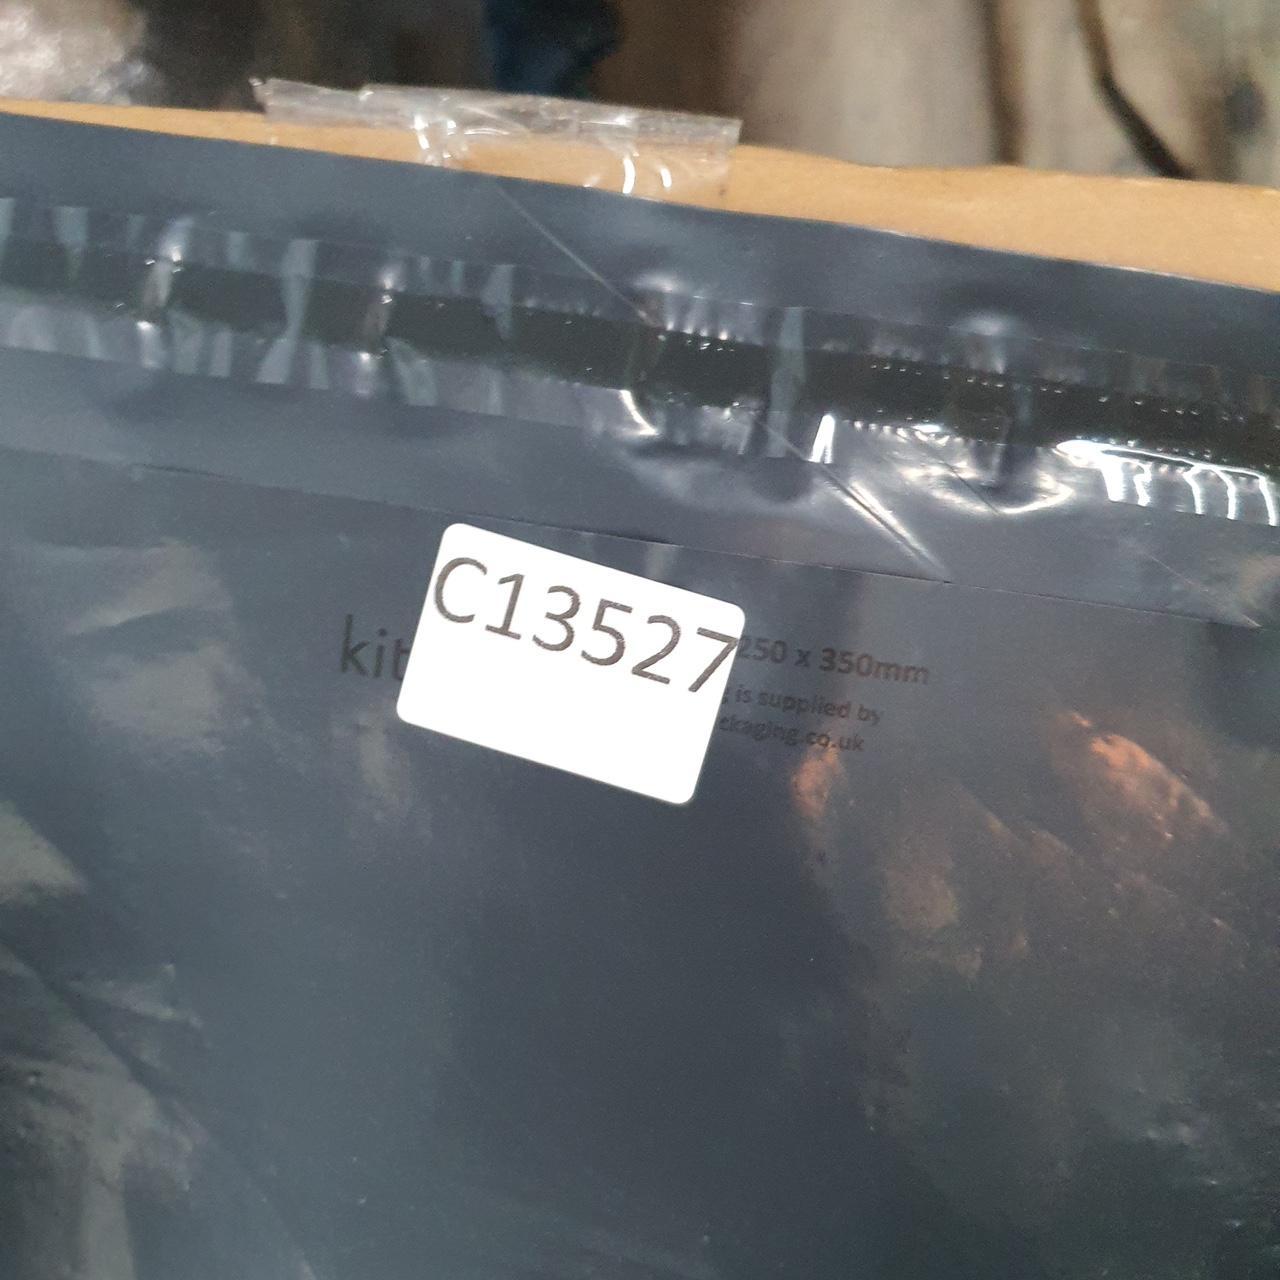 C13527
kit
250 x 350mm
is supplied by
ckaging.co.uk